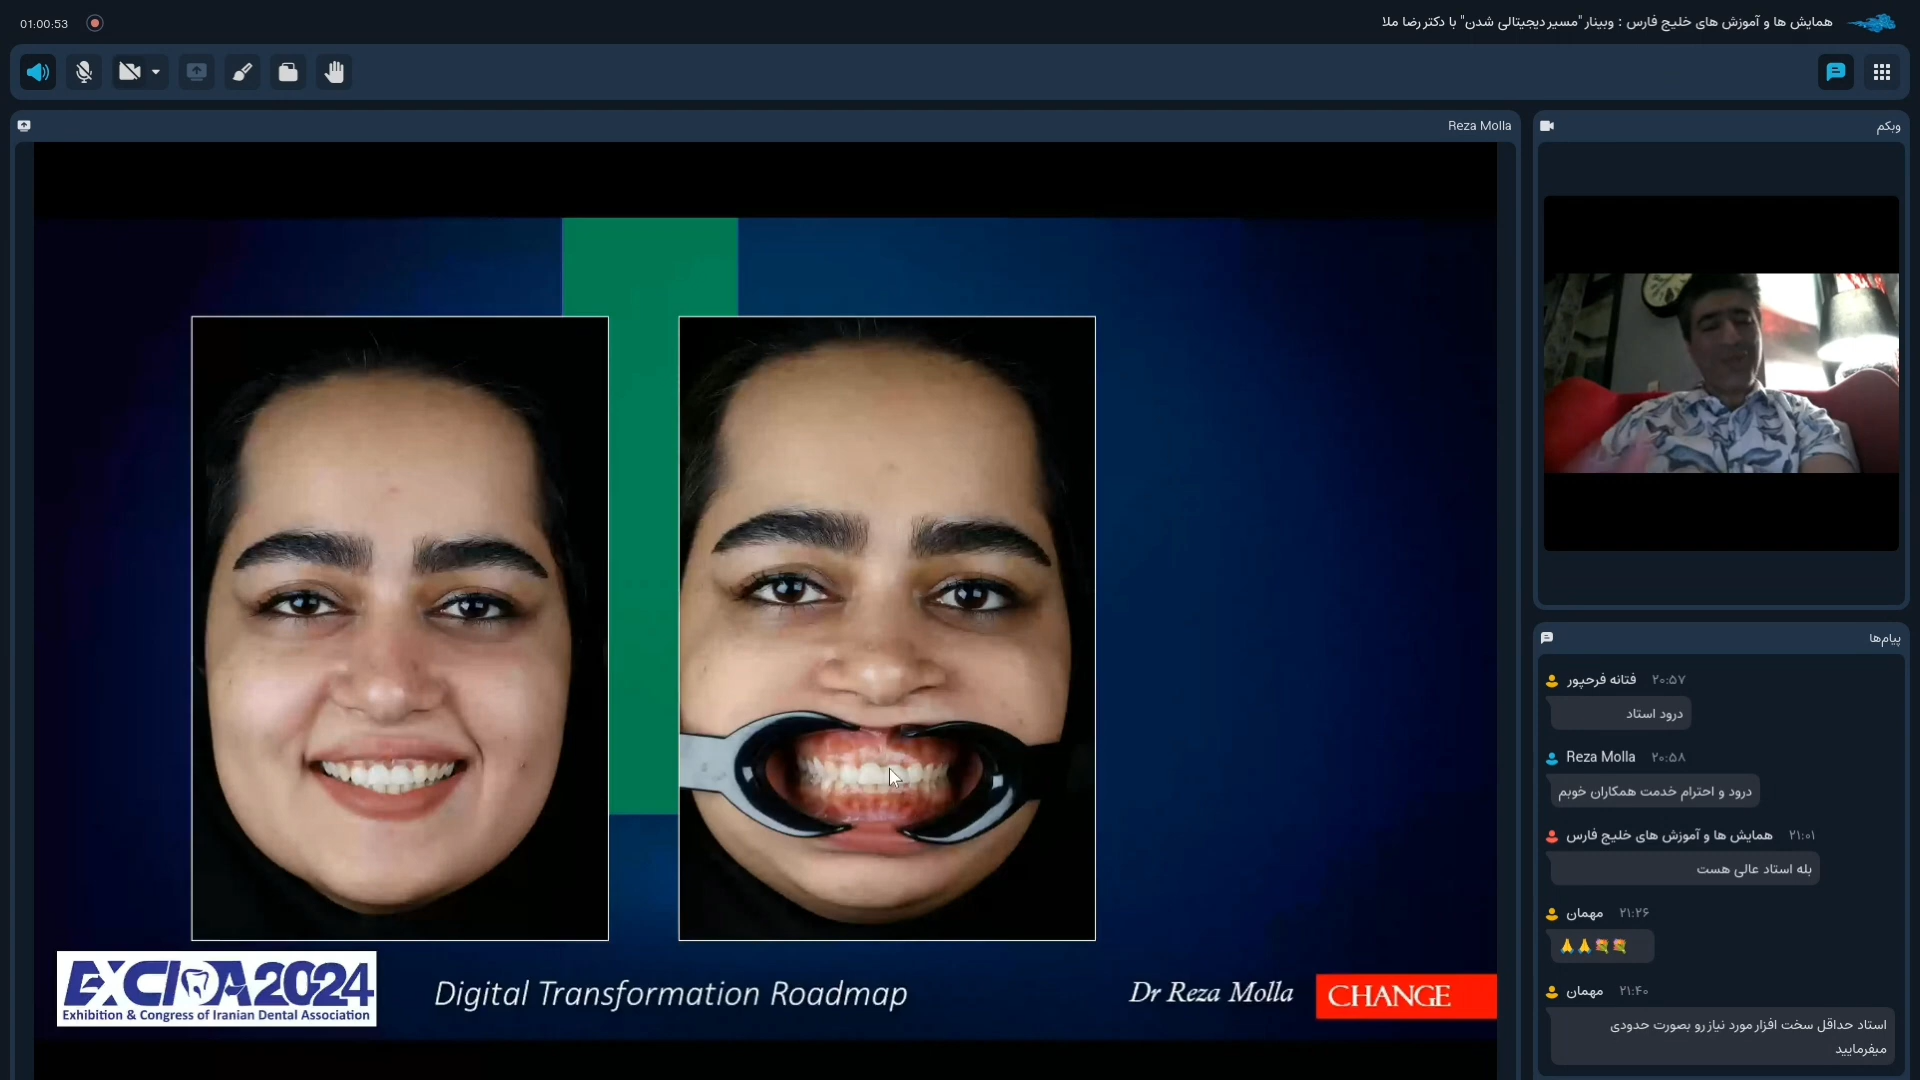 01:00:53
همایش ها و آموزش های خلیج فارس : وبینار "مسیر دیجیتالی شدن" با دکتر رضا ملا
Reza Molla
وبکم
EXCIDA2024
Exhibition & Congress of Iranian Dental Association
Digital Transformation Roadmap
Dr Reza Molla
CHANGE
پیام‌ها
فتانه فرحپور ۲۰:۵۷
درود استاد
Reza Molla ۲۰:۵۸
درود و احترام خدمت همکاران خوبم
همایش ها و آموزش های خلیج فارس ۲۱:۰۱
بله استاد عالی هست
مهمان ۲۱:۲۶
🙏🙏💐💐
مهمان ۲۱:۴۰
استاد حداقل سخت افزار مورد نیاز رو بصورت حدودی
میفرمایید